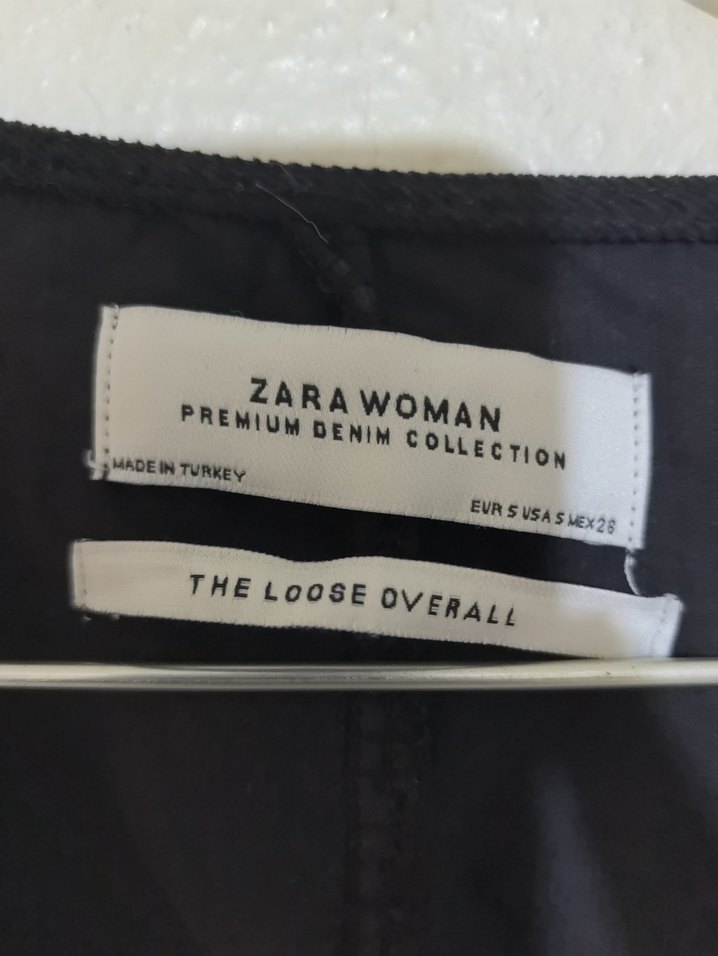 ZARA WOMAN
PREMIUM DENIM COLLECTION
MADE IN TURKEY
EUR S USA S MEX 26
THE LOOSE OVERALL